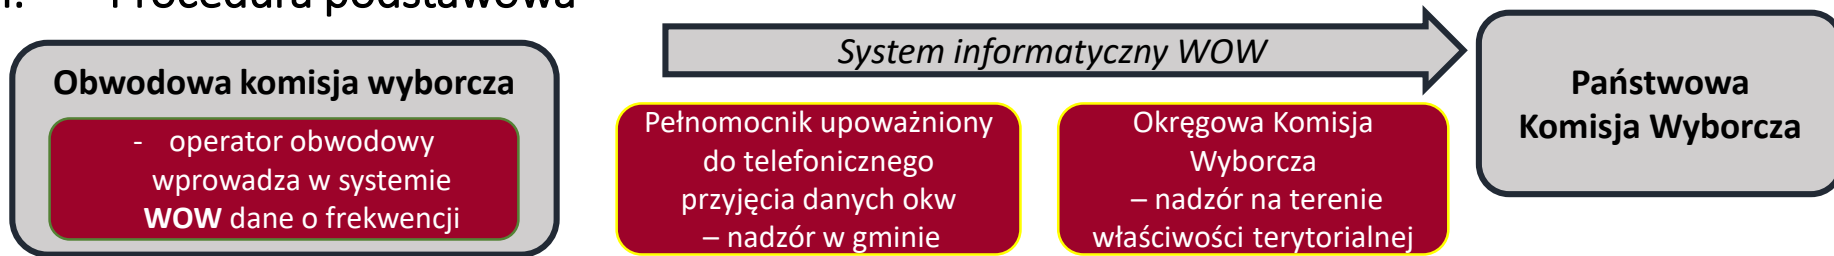 Procedura podstawowa
System informatyczny WOW
Obwodowa komisja wyborcza
- operator obwodowy
wprowadza w systemie
WOW dane o frekwencji
Pełnomocnik upoważniony
do telefonicznego
przyjęcia danych okw
– nadzór w gminie
Okręgowa Komisja
Wyborcza
– nadzór na terenie
właściwości terytorialnej
Państwowa
Komisja Wyborcza